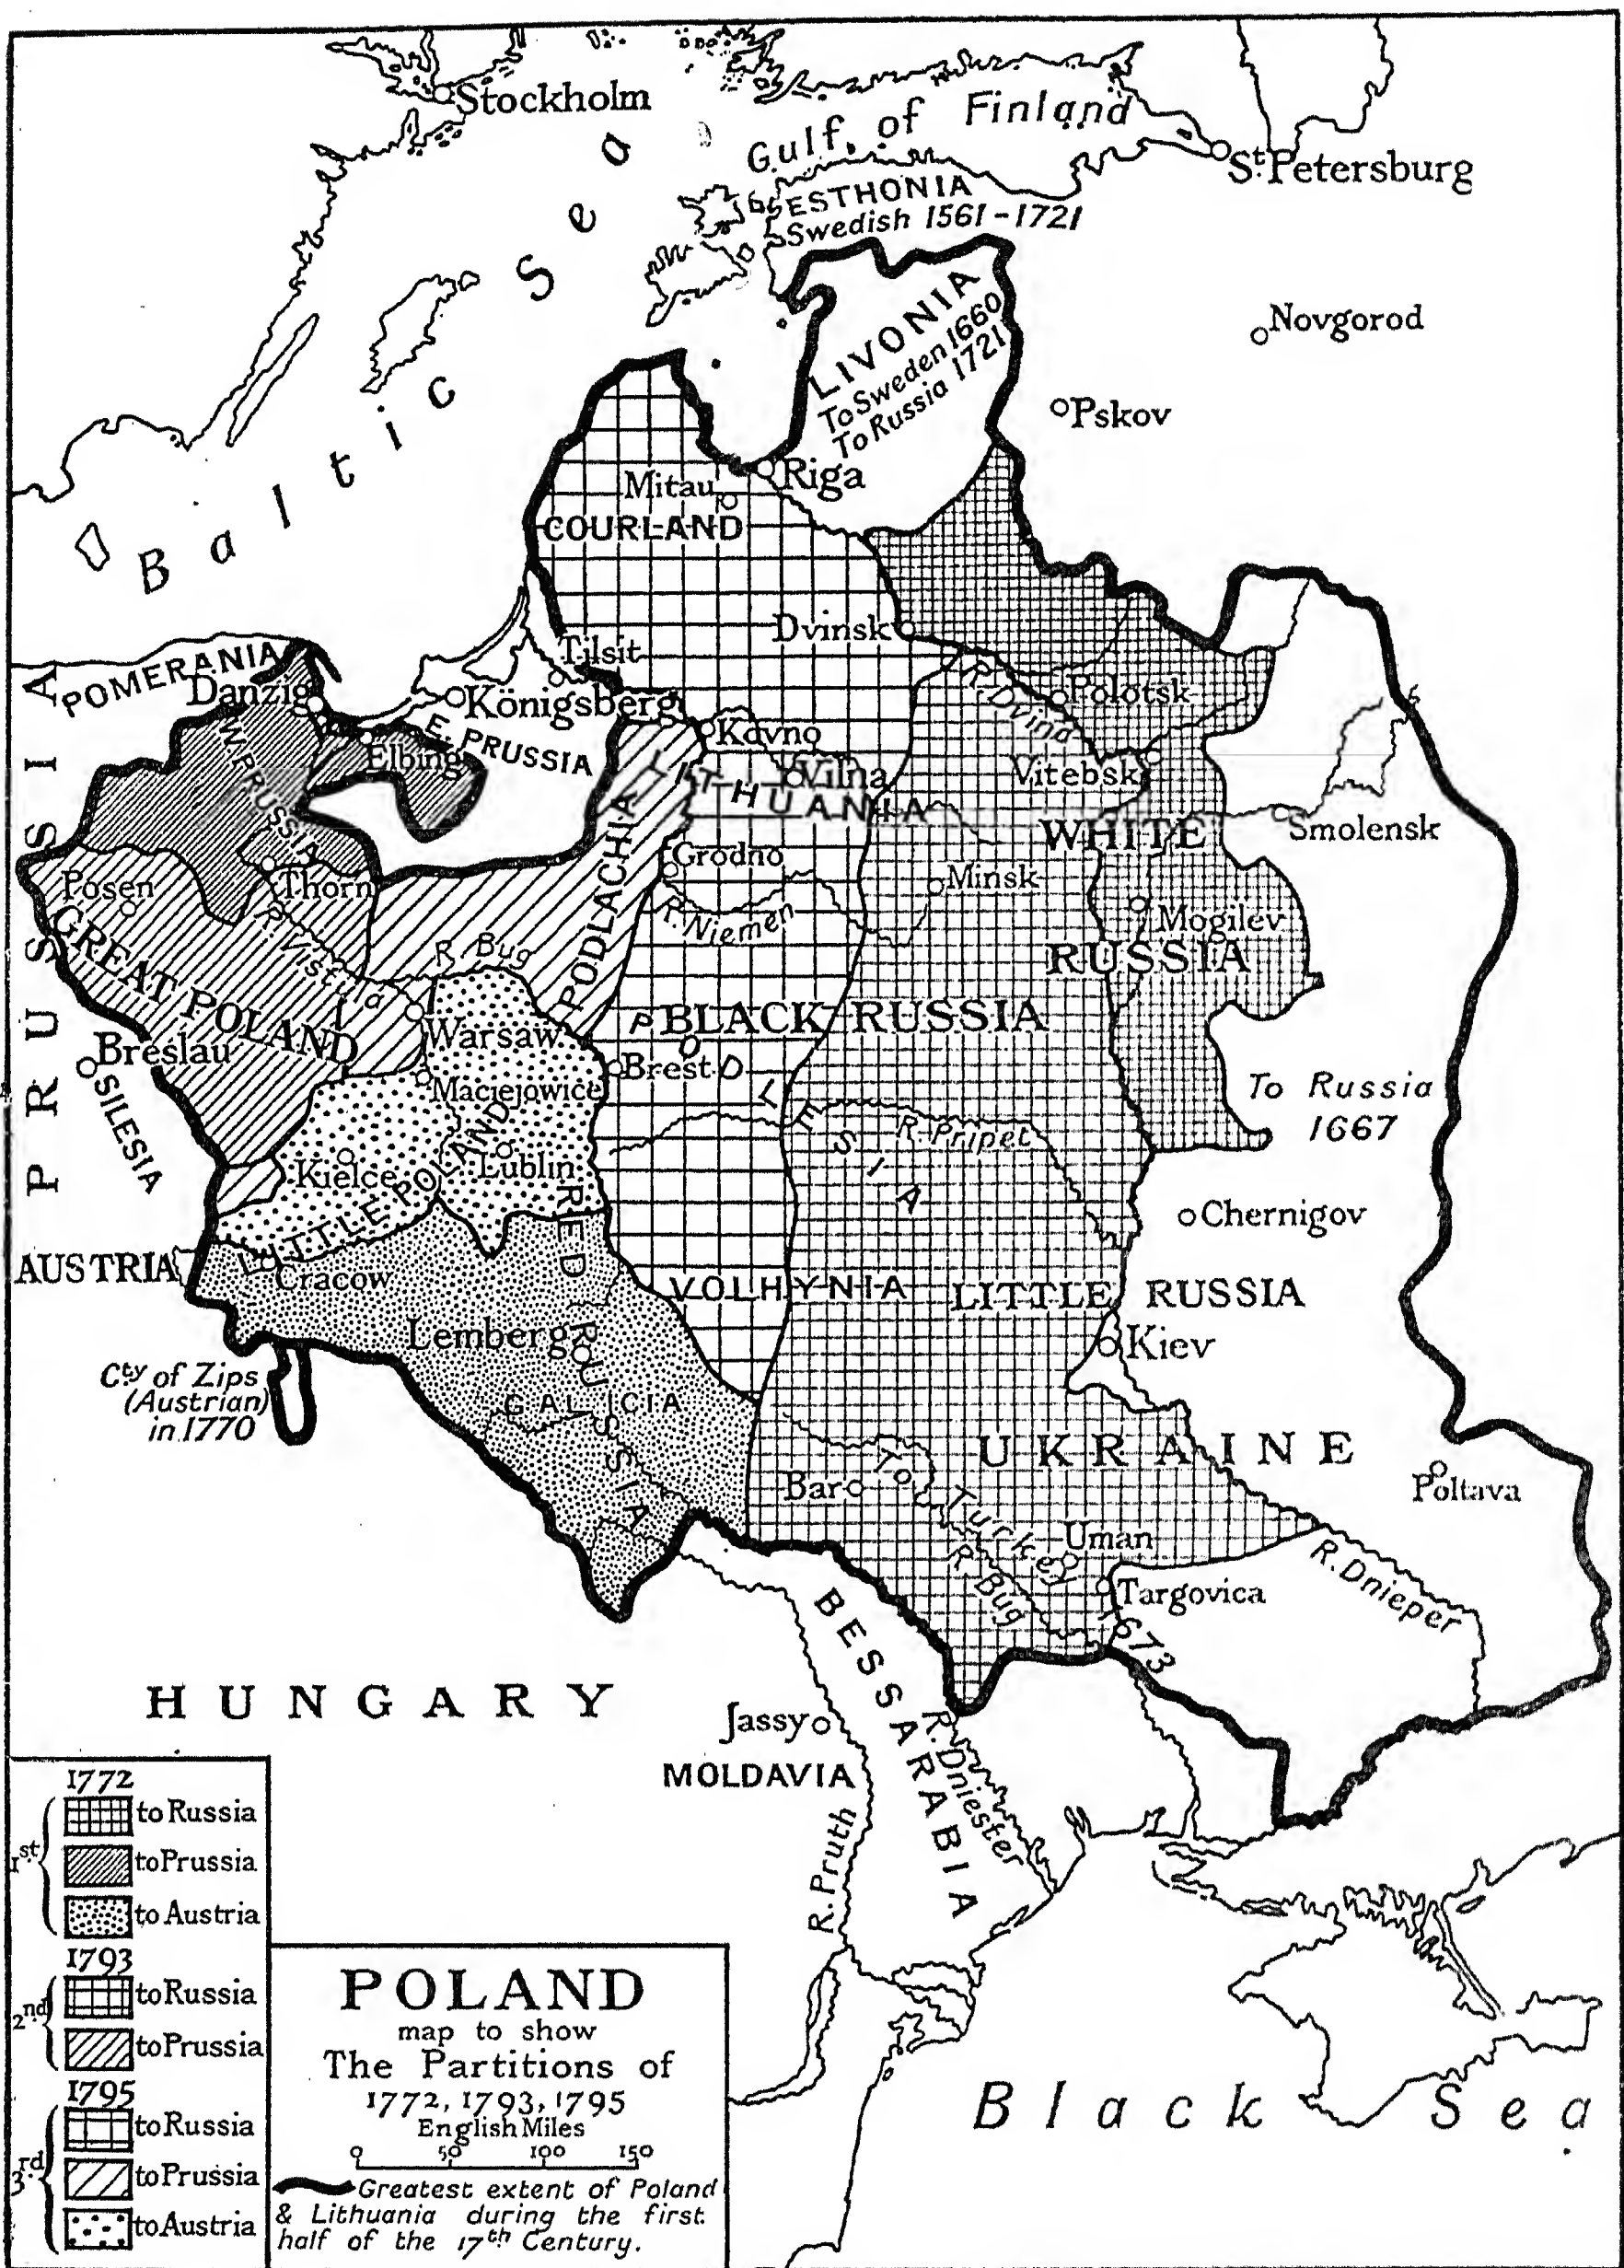 Stockholm
Gulf of Finland
St. Petersburg
ESTHONIA
Swedish 1561-1721
Baltic Sea
LIVONIA
To Sweden 1660
To Russia 1721
Novgorod
Pskov
Riga
Mitau
COURLAND
Dvinsk
Tilsit
POMERANIA
Danzig
Königsberg
R. Dvina
Polotsk
E. PRUSSIA
Kovno
Elbing
W. PRUSSIA
Vilna
Vitebsk
LITHUANIA
WHITE
Smolensk
PRUSSIA
Posen
Thorn
Grodno
Minsk
PODLACHIA
R. Niemen
Mogilev
RUSSIA
GREAT POLAND
R. Vistula
R. Bug
BLACK RUSSIA
Warsaw
POLESIA
Breslau
Brest
SILESIA
Maciejowice
To Russia
1667
R. Pripet
Kielce
Lublin
LITTLE POLAND
RED RUSSIA
Chernigov
AUSTRIA
Cracow
VOLHYNIA
LITTLE RUSSIA
Lemberg
Kiev
Cty of Zips
(Austrian)
in 1770
GALICIA
UKRAINE
Bar
To Turkey 1673
Poltava
Uman
R. Bug
Targovica
R. Dnieper
BESSARABIA
HUNGARY
Jassy
R. Dniester
MOLDAVIA
R. Pruth
Black Sea
1772
1st
to Russia
to Prussia
to Austria
1793
2nd
to Russia
to Prussia
1795
3rd
to Russia
to Prussia
to Austria
POLAND
map to show
The Partitions of
1772, 1793, 1795
English Miles
0 50 100 150
Greatest extent of Poland
& Lithuania during the first
half of the 17th Century.